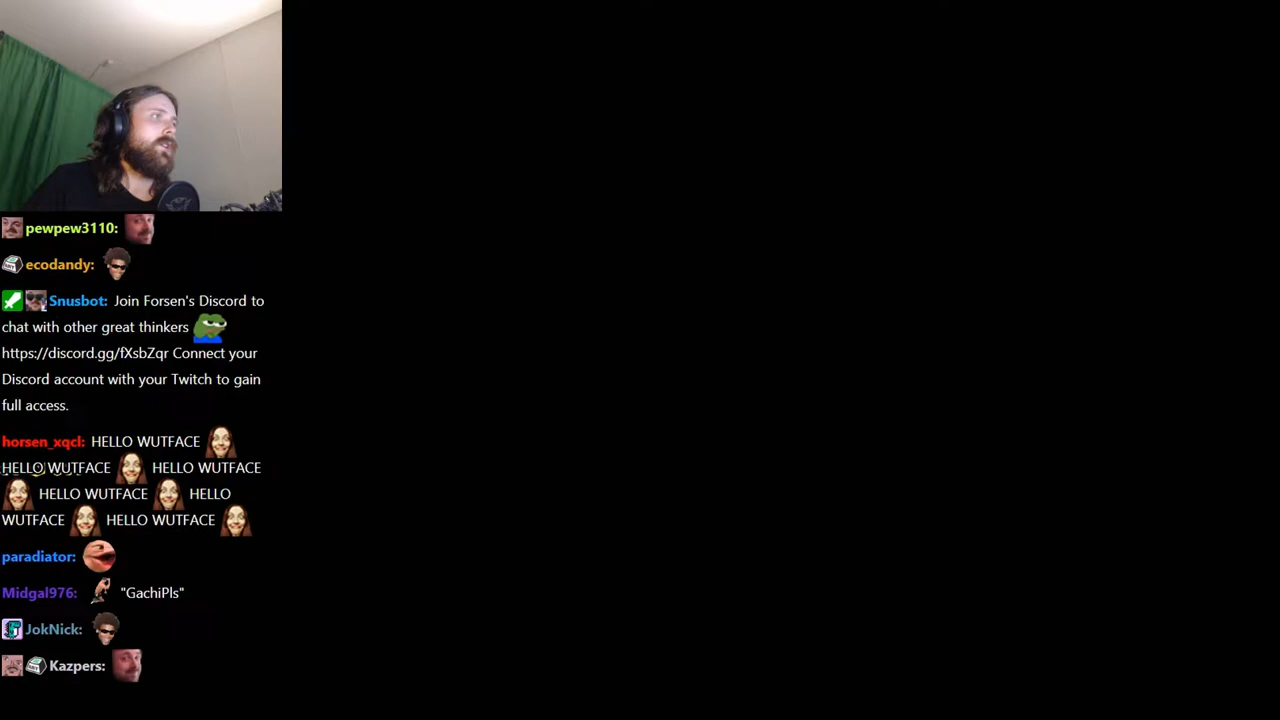 pewpew3110:
ecodandy:
Snusbot: Join Forsen's Discord to
chat with other great thinkers
https://discord.gg/fXsbZqr Connect your
Discord account with your Twitch to gain
full access.
horsen_xqcl: HELLO WUTFACE
HELLO WUTFACE HELLO WUTFACE
HELLO WUTFACE HELLO
WUTFACE HELLO WUTFACE
paradiator:
Midgal976: "GachiPls"
JokNick:
Kazpers: